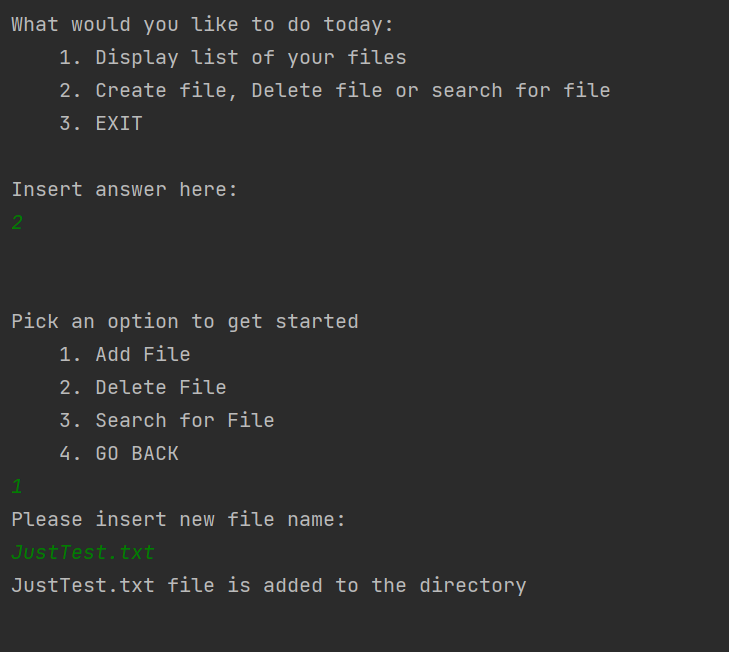 What would you like to do today:
    1. Display list of your files
    2. Create file, Delete file or search for file
    3. EXIT

Insert answer here:
2

Pick an option to get started
    1. Add File
    2. Delete File
    3. Search for File
    4. GO BACK
1
Please insert new file name:
JustTest.txt
JustTest.txt file is added to the directory